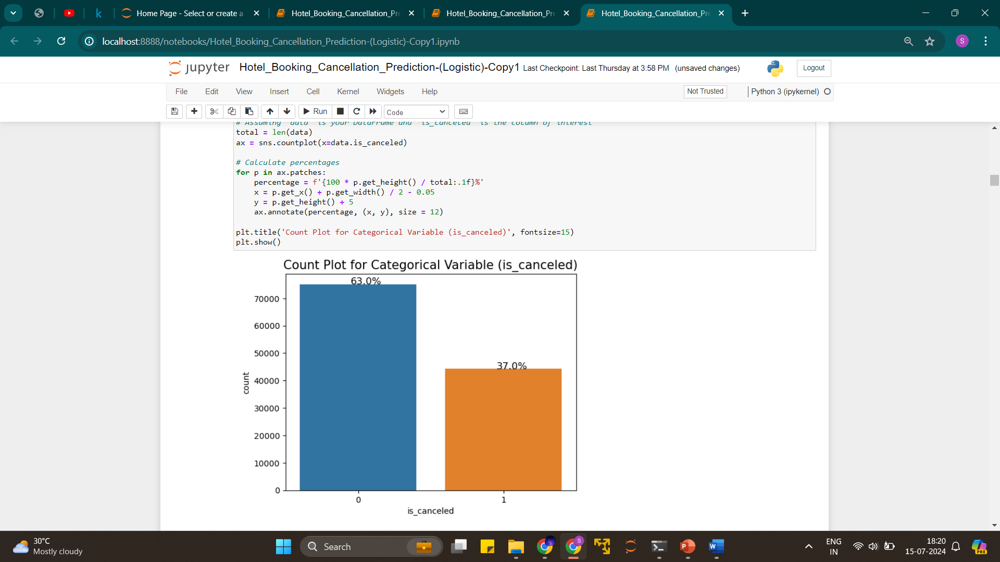 Home Page - Select or create a
Hotel_Booking_Cancellation_Pre
Hotel_Booking_Cancellation_Pre
Hotel_Booking_Cancellation_Pre
localhost:8888/notebooks/Hotel_Booking_Cancellation_Prediction-(Logistic)-Copy1.ipynb
S
jupyter Hotel_Booking_Cancellation_Prediction-(Logistic)-Copy1 Last Checkpoint: Last Thursday at 3:58 PM (unsaved changes)
Logout
File Edit View Insert Cell Kernel Widgets Help Not Trusted Python 3 (ipykernel)
Run Code
# Assuming 'data' is your DataFrame and 'is_canceled' is the column of interest
total = len(data)
ax = sns.countplot(x=data.is_canceled)
# Calculate percentages
for p in ax.patches:
percentage = f'{100 * p.get_height() / total:.1f}%'
x = p.get_x() + p.get_width() / 2 - 0.05
y = p.get_height() + 5
ax.annotate(percentage, (x, y), size = 12)
plt.title('Count Plot for Categorical Variable (is_canceled)', fontsize=15)
plt.show()
Count Plot for Categorical Variable (is_canceled)
63.0%
37.0%
70000
60000
50000
40000
30000
20000
10000
0
count
0 1
is_canceled
30°C
Mostly cloudy
Search
ENG
IN
18:20
15-07-2024
PRE